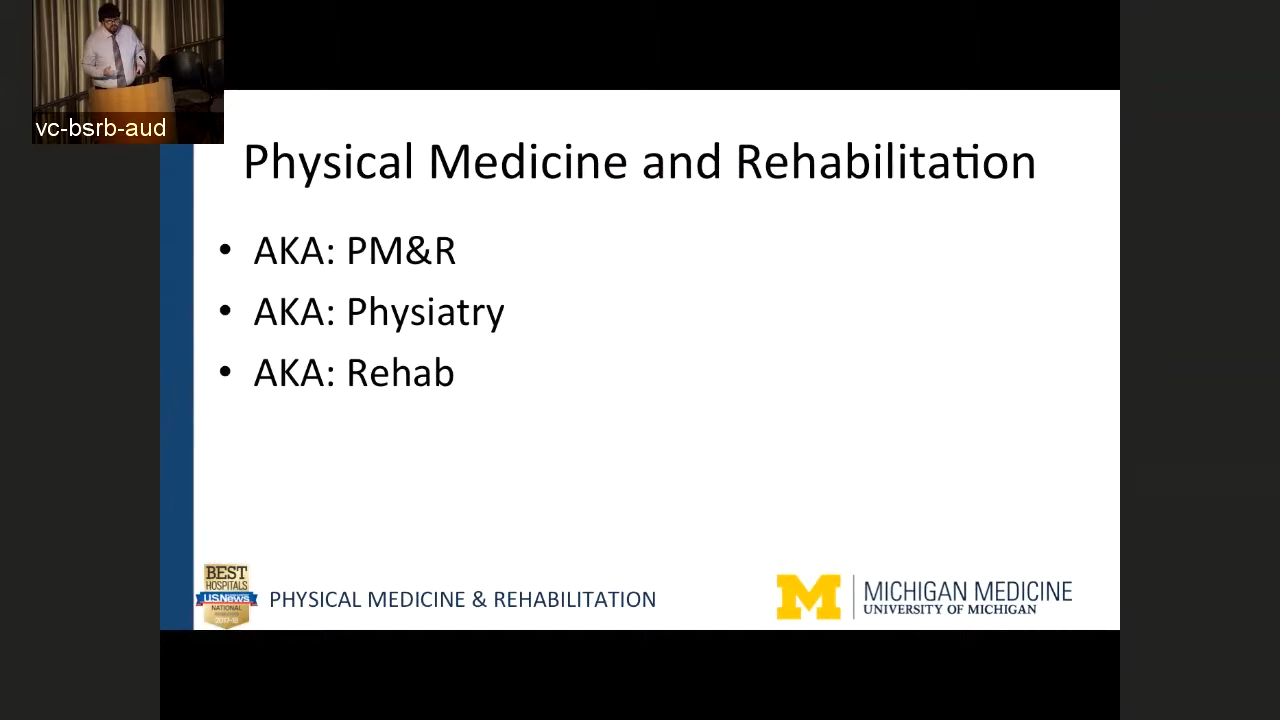 vc-bsrb-aud
Physical Medicine and Rehabilitation
• AKA: PM&R
• AKA: Physiatry
• AKA: Rehab
BEST
HOSPITALS
U.S.News
NATIONAL
2017-18
PHYSICAL MEDICINE & REHABILITATION
M
MICHIGAN MEDICINE
UNIVERSITY OF MICHIGAN